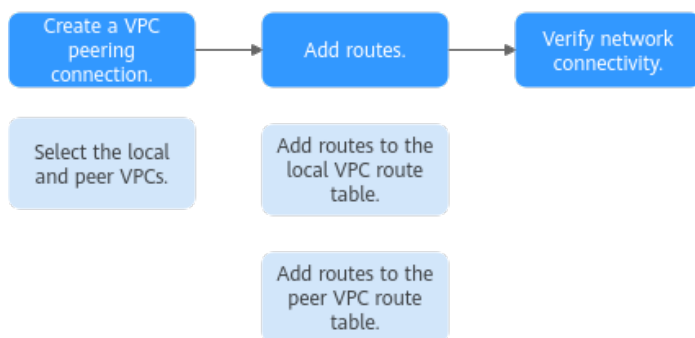 Create a VPC
peering
connection.
Add routes.
Verify network
connectivity.
Select the local
and peer VPCs.
Add routes to the
local VPC route
table.
Add routes to the
peer VPC route
table.